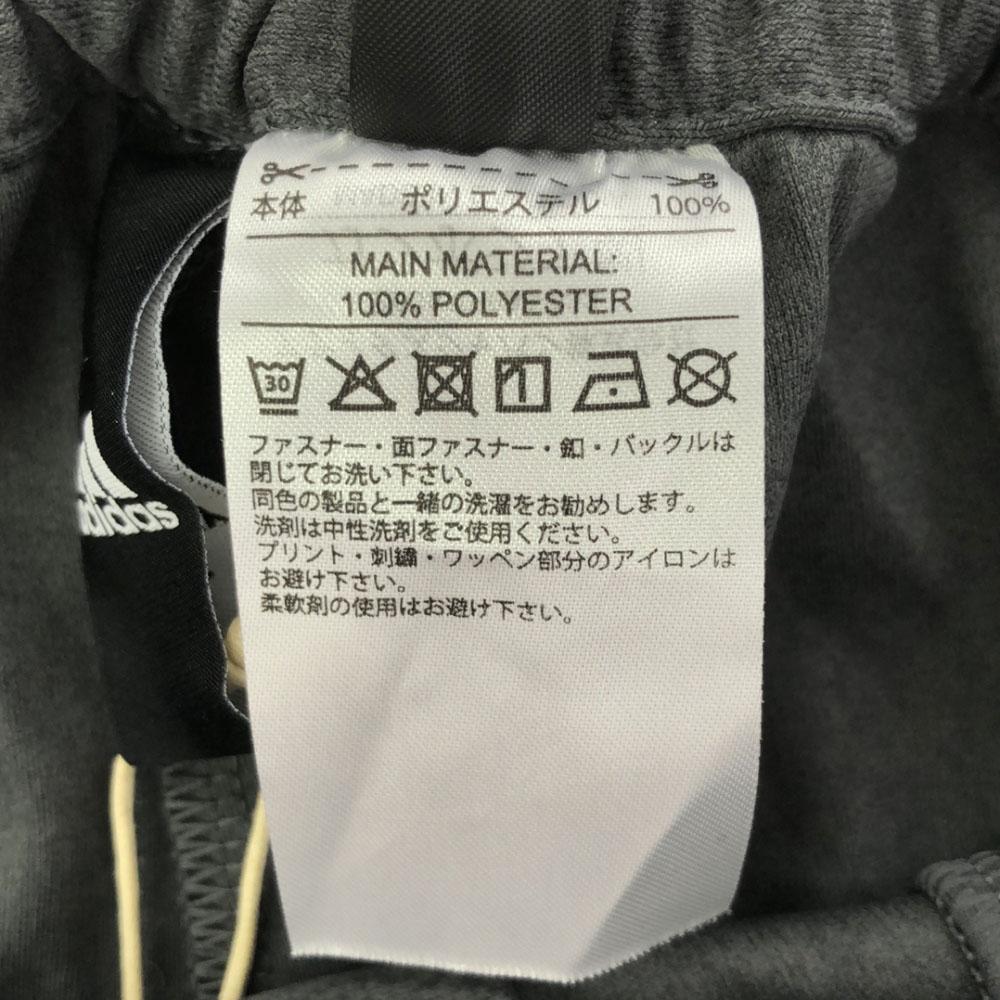 本体 ポリエステル 100%
MAIN MATERIAL:
100% POLYESTER
30
ファスナー・面ファスナー・釦・バックルは
閉じてお洗い下さい。
同色の製品と一緒の洗濯をお勧めします。
洗剤は中性洗剤をご使用ください。
プリント・刺繍・ワッペン部分のアイロンは
お避け下さい。
柔軟剤の使用はお避け下さい。
adidas